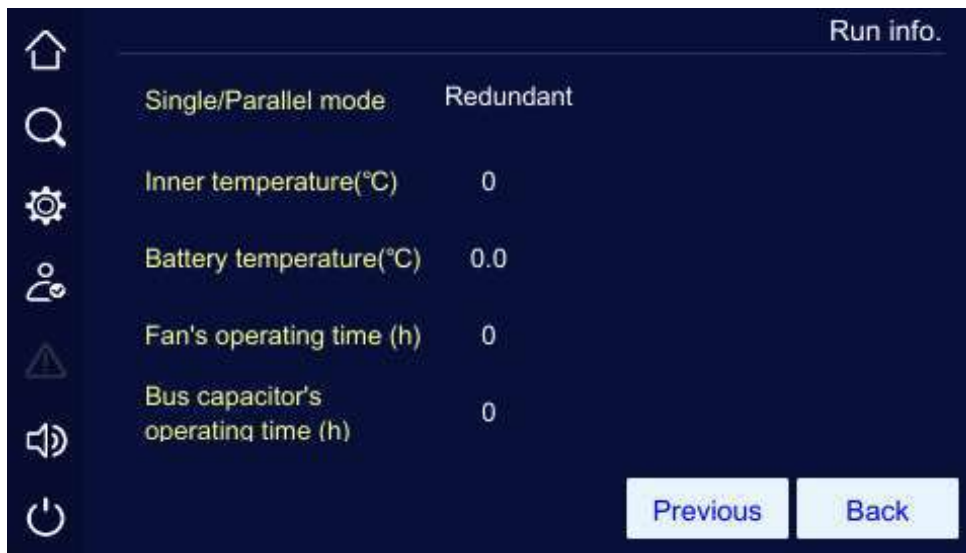 Run info.
Single/Parallel mode Redundant
Inner temperature(℃) 0
Battery temperature(℃) 0.0
Fan's operating time (h) 0
Bus capacitor's
operating time (h) 0
Previous Back